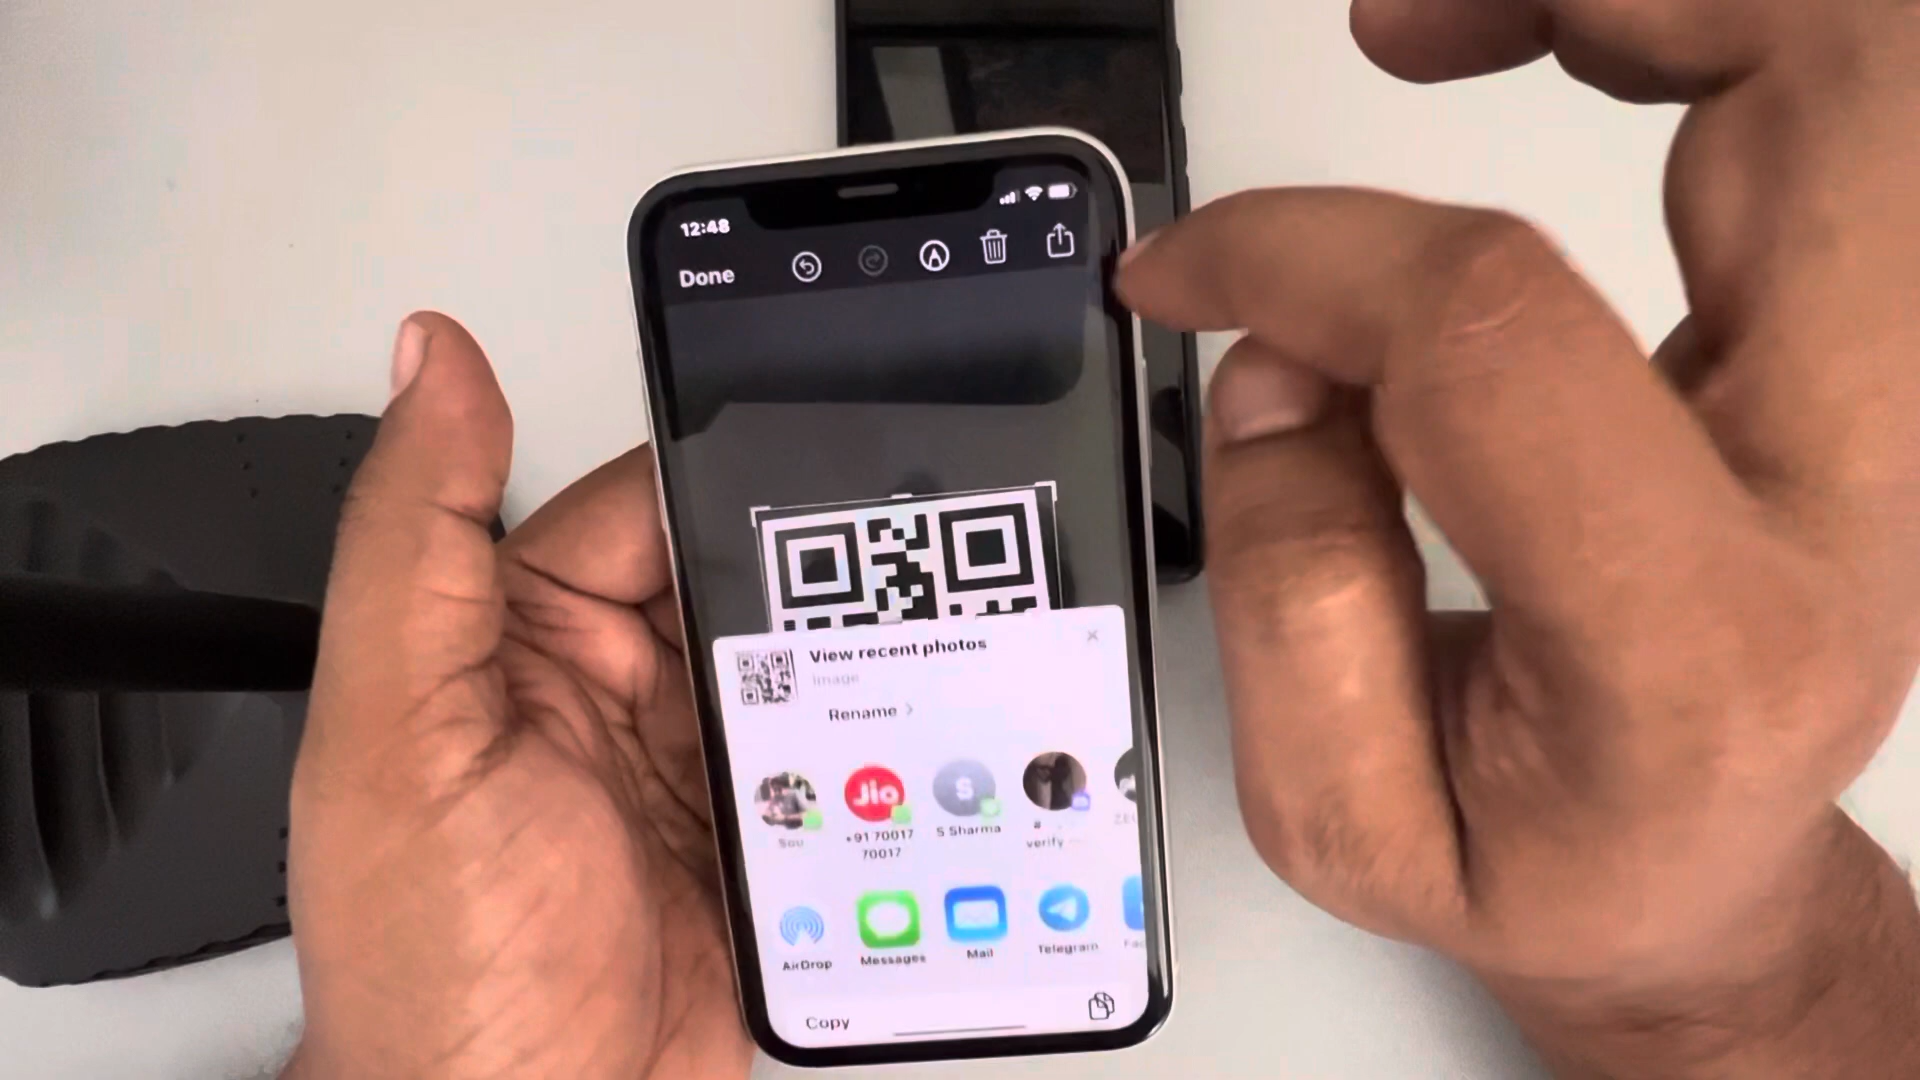 12:48
Done
View recent photos
Image
Rename
Jio
S
Sou
+91 70017
70017
S Sharma
#
verify
AirDrop
Messages
Mail
Telegram
Copy